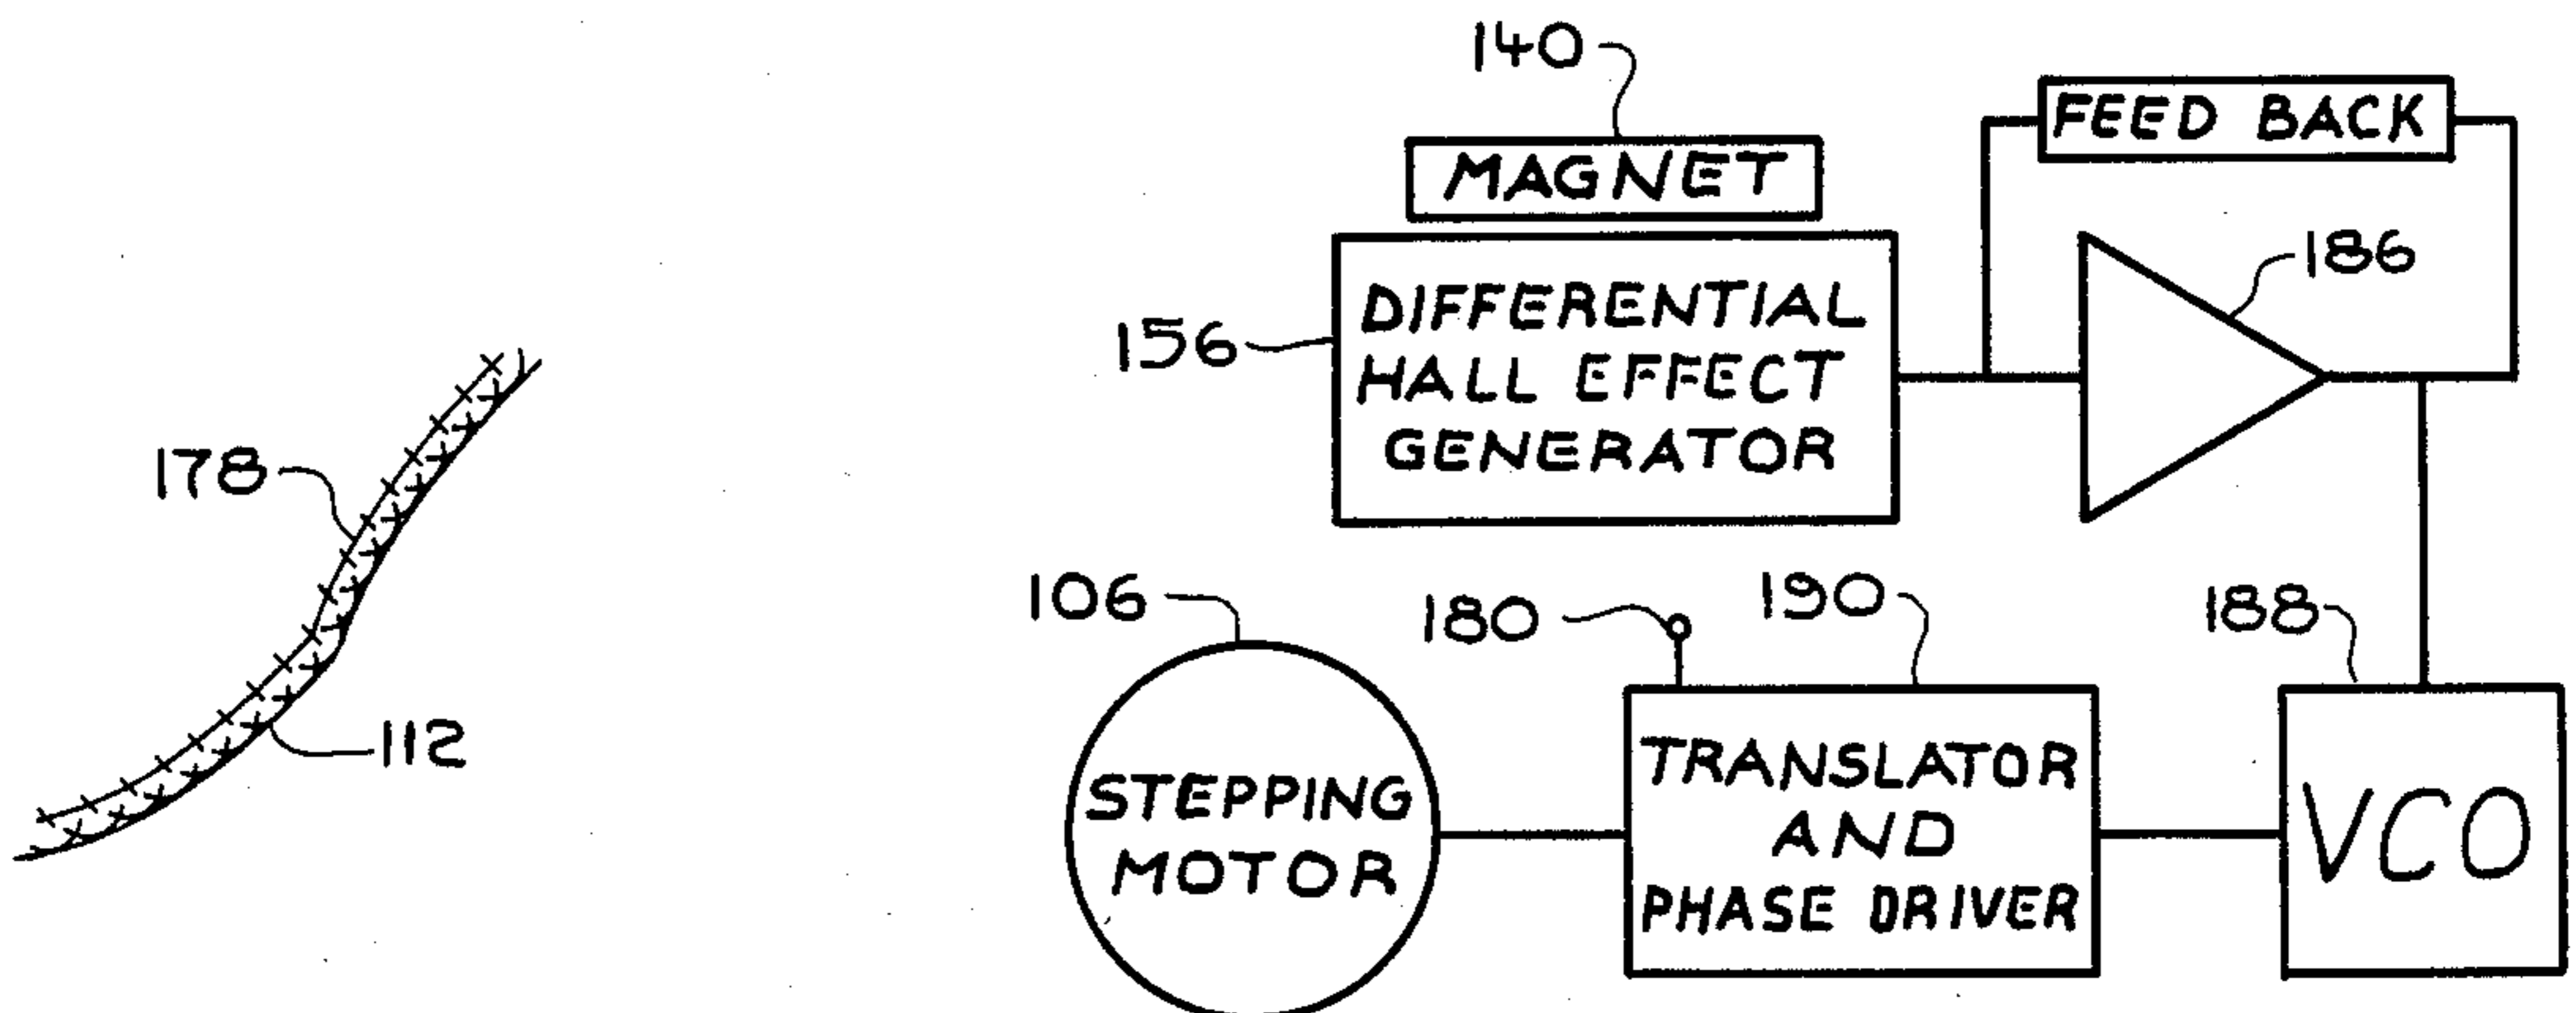 140
FEED BACK
MAGNET
186
DIFFERENTIAL
HALL EFFECT
GENERATOR
156
178
112
106
180
190
188
STEPPING
MOTOR
TRANSLATOR
AND
PHASE DRIVER
VCO